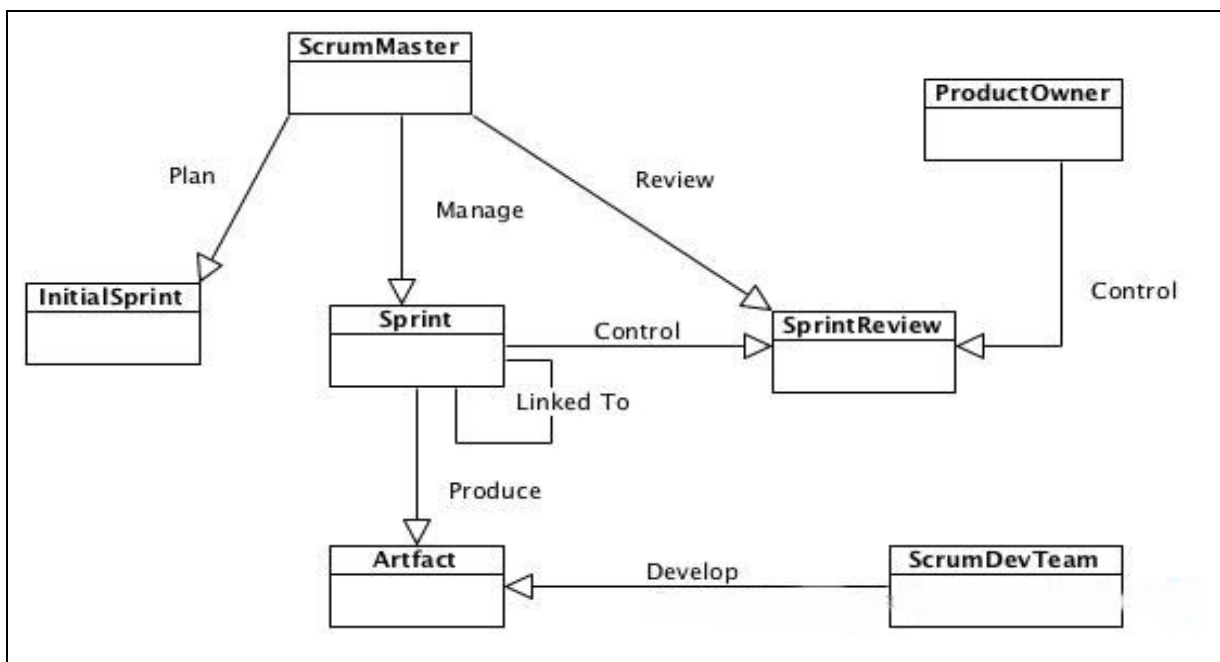 ScrumMaster
ProductOwner
Plan
Review
Manage
InitialSprint
Control
Sprint
Control
SprintReview
Linked To
Produce
Artfact
Develop
ScrumDevTeam